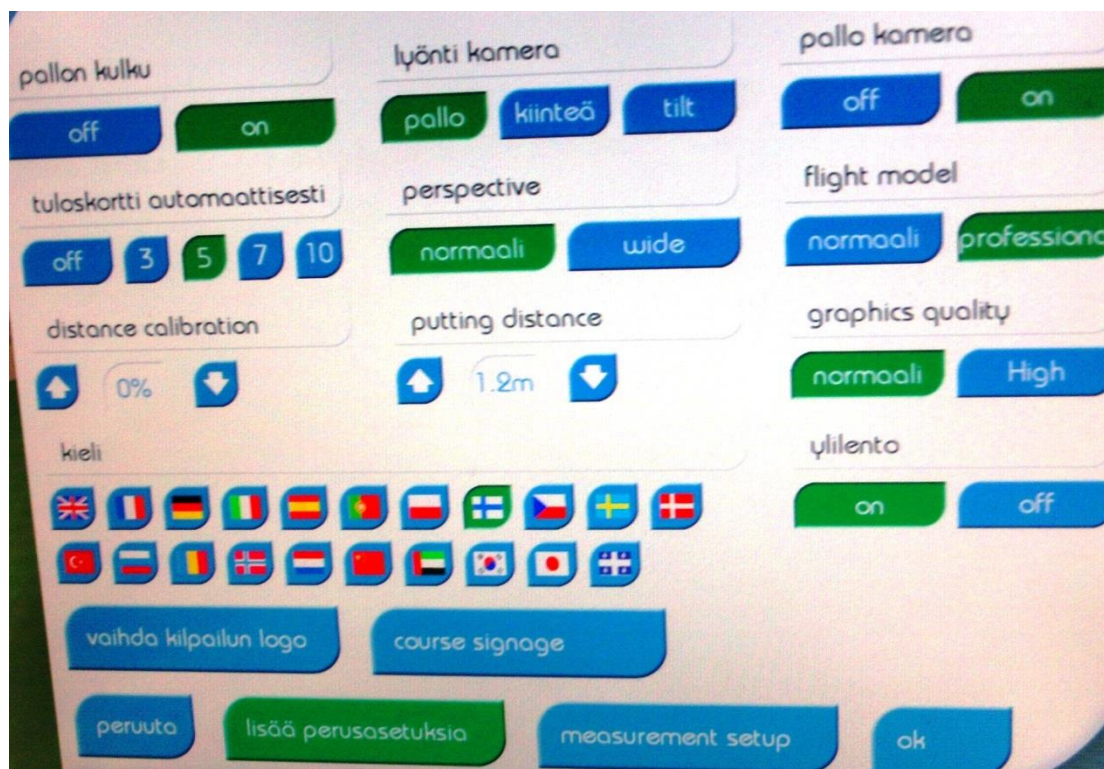 pallon kulku
lyönti kamera
pallo kamera
off on
pallo kiinteä tilt
off on
tuloskortti automaattisesti
perspective
flight model
off 3 5 7 10
normaali wide
normaali professiona
distance calibration
putting distance
graphics quality
0%
1.2m
normaali High
kieli
ylilento
on off
vaihda kilpailun logo
course signage
peruuta
lisää perusasetuksia
measurement setup
ok